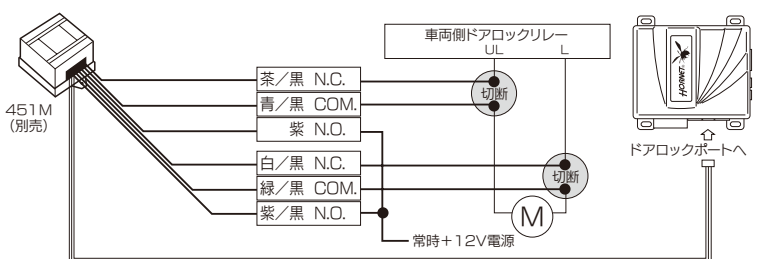 車両側ドアロックリレー
UL L
451M
(別売)
茶／黒 N.C.
青／黒 COM.
紫 N.O.
白／黒 N.C.
緑／黒 COM.
紫／黒 N.O.
切断
切断
M
常時＋12V電源
HORNET
ドアロックポートへ